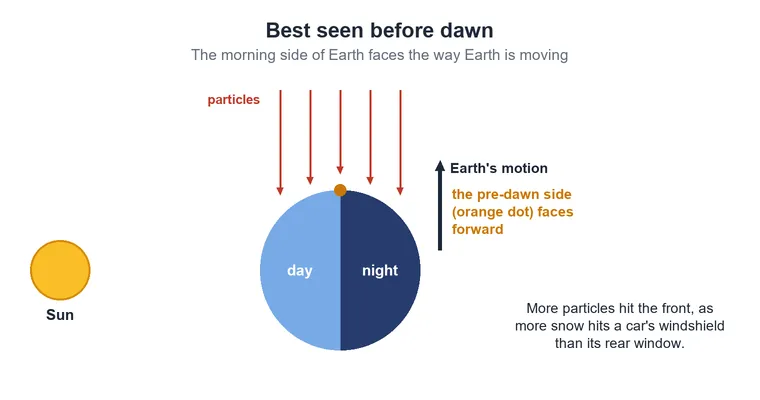 Best seen before dawn
The morning side of Earth faces the way Earth is moving
particles
Earth's motion
the pre-dawn side
(orange dot) faces
forward
day
night
Sun
More particles hit the front, as
more snow hits a car's windshield
than its rear window.